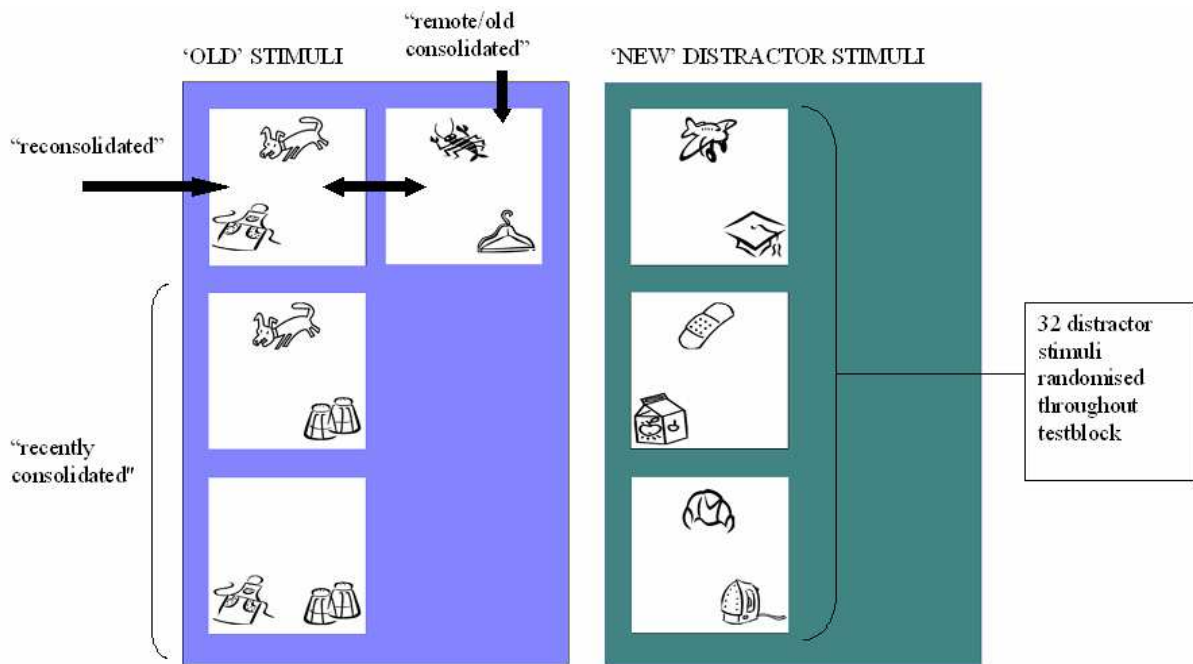 “remote/old
consolidated”
‘OLD’ STIMULI
‘NEW’ DISTRACTOR STIMULI
“reconsolidated”
“recently
consolidated"
32 distractor
stimuli
randomised
throughout
testblock